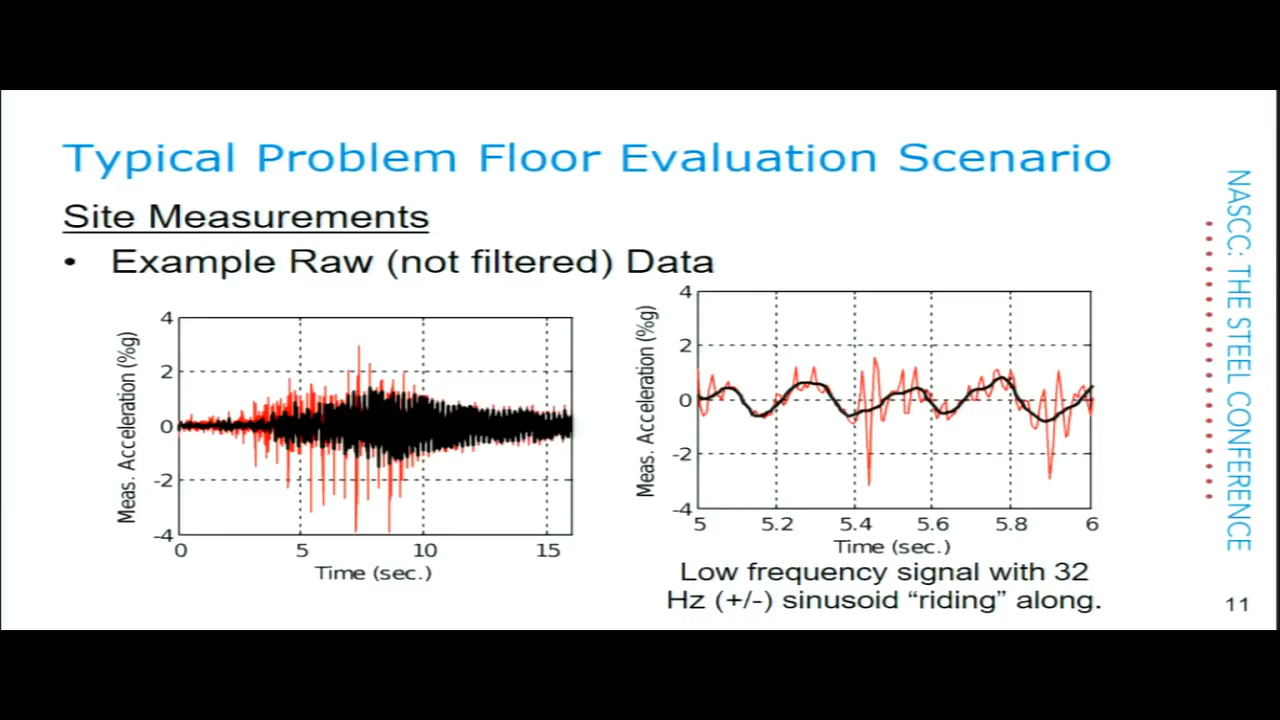 Typical Problem Floor Evaluation Scenario
Site Measurements
• Example Raw (not filtered) Data
Meas. Acceleration (%g)
4
2
0
-2
-4
0 5 10 15
Time (sec.)
Meas. Acceleration (%g)
4
2
0
-2
-4
5 5.2 5.4 5.6 5.8 6
Time (sec.)
Low frequency signal with 32
Hz (+/-) sinusoid “riding” along.
NASCC: THE STEEL CONFERENCE
11